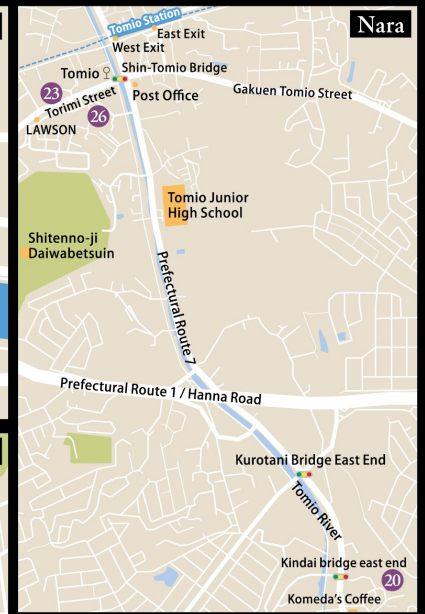 Nara
Tomio Station
East Exit
West Exit
Tomio
Shin-Tomio Bridge
23
Torimi Street
Post Office
Gakuen Tomio Street
26
LAWSON
Tomio Junior
High School
Shitenno-ji
Daiwabetsuin
Prefectural Route 7
Prefectural Route 1 / Hanna Road
Kurotani Bridge East End
Tomio River
Kindai bridge east end
20
Komeda's Coffee